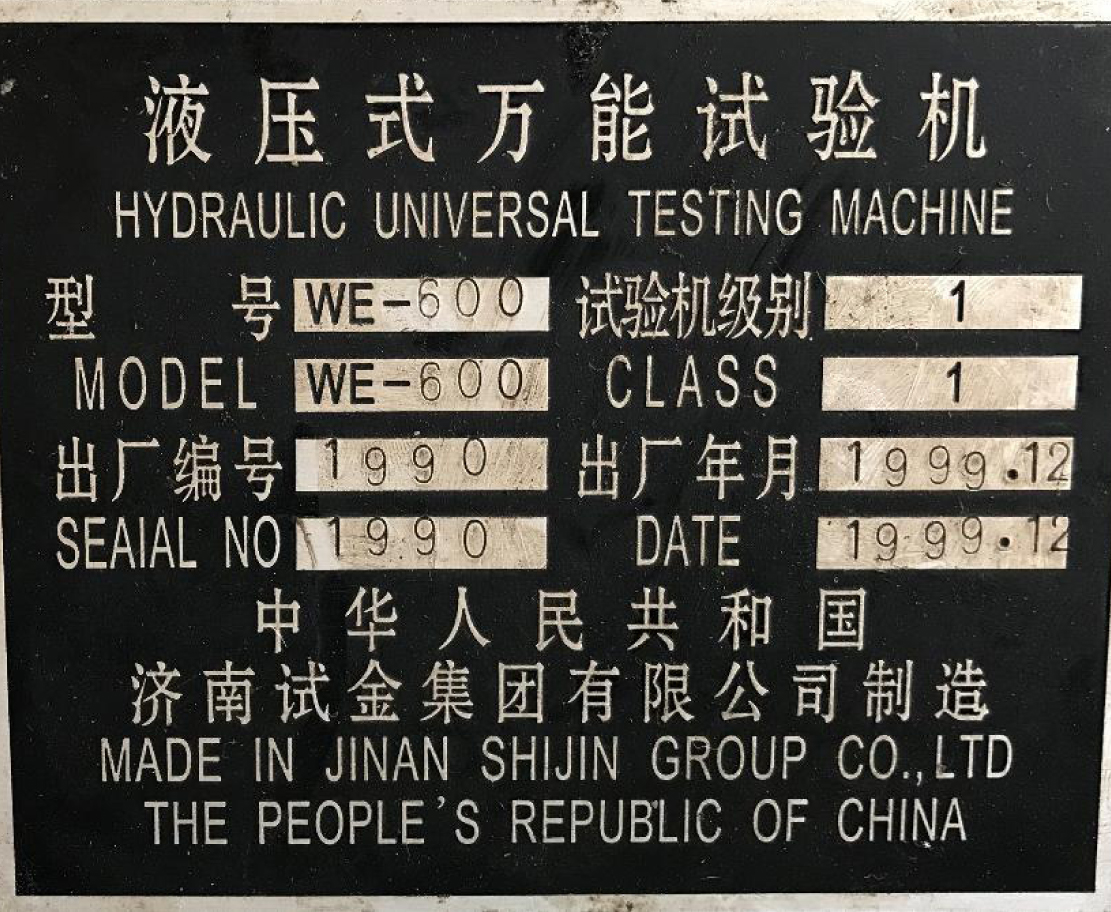 液压式万能试验机
HYDRAULIC UNIVERSAL TESTING MACHINE
型号 WE-600 试验机级别 1
MODEL WE-600 CLASS 1
出厂编号 1990 出厂年月 1999.12
SEAIAL NO 1990 DATE 1999.12
中华人民共和国
济南试金集团有限公司制造
MADE IN JINAN SHIJIN GROUP CO.,LTD
THE PEOPLE'S REPUBLIC OF CHINA